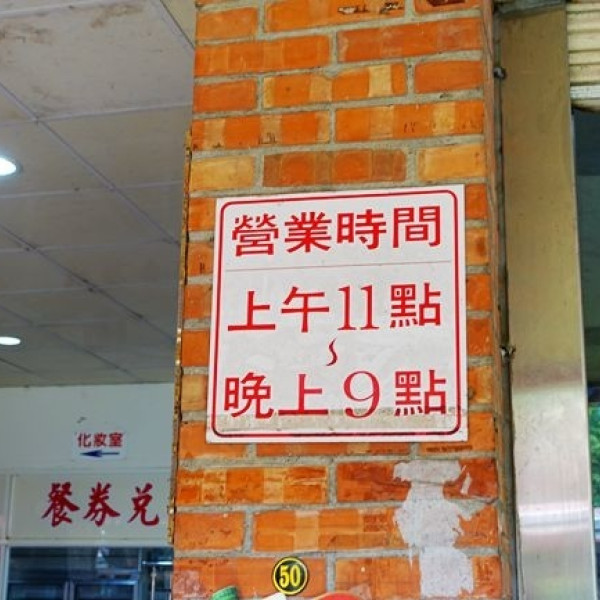 營業時間
上午11點
~
晚上9點
化妝室
餐券兌
50